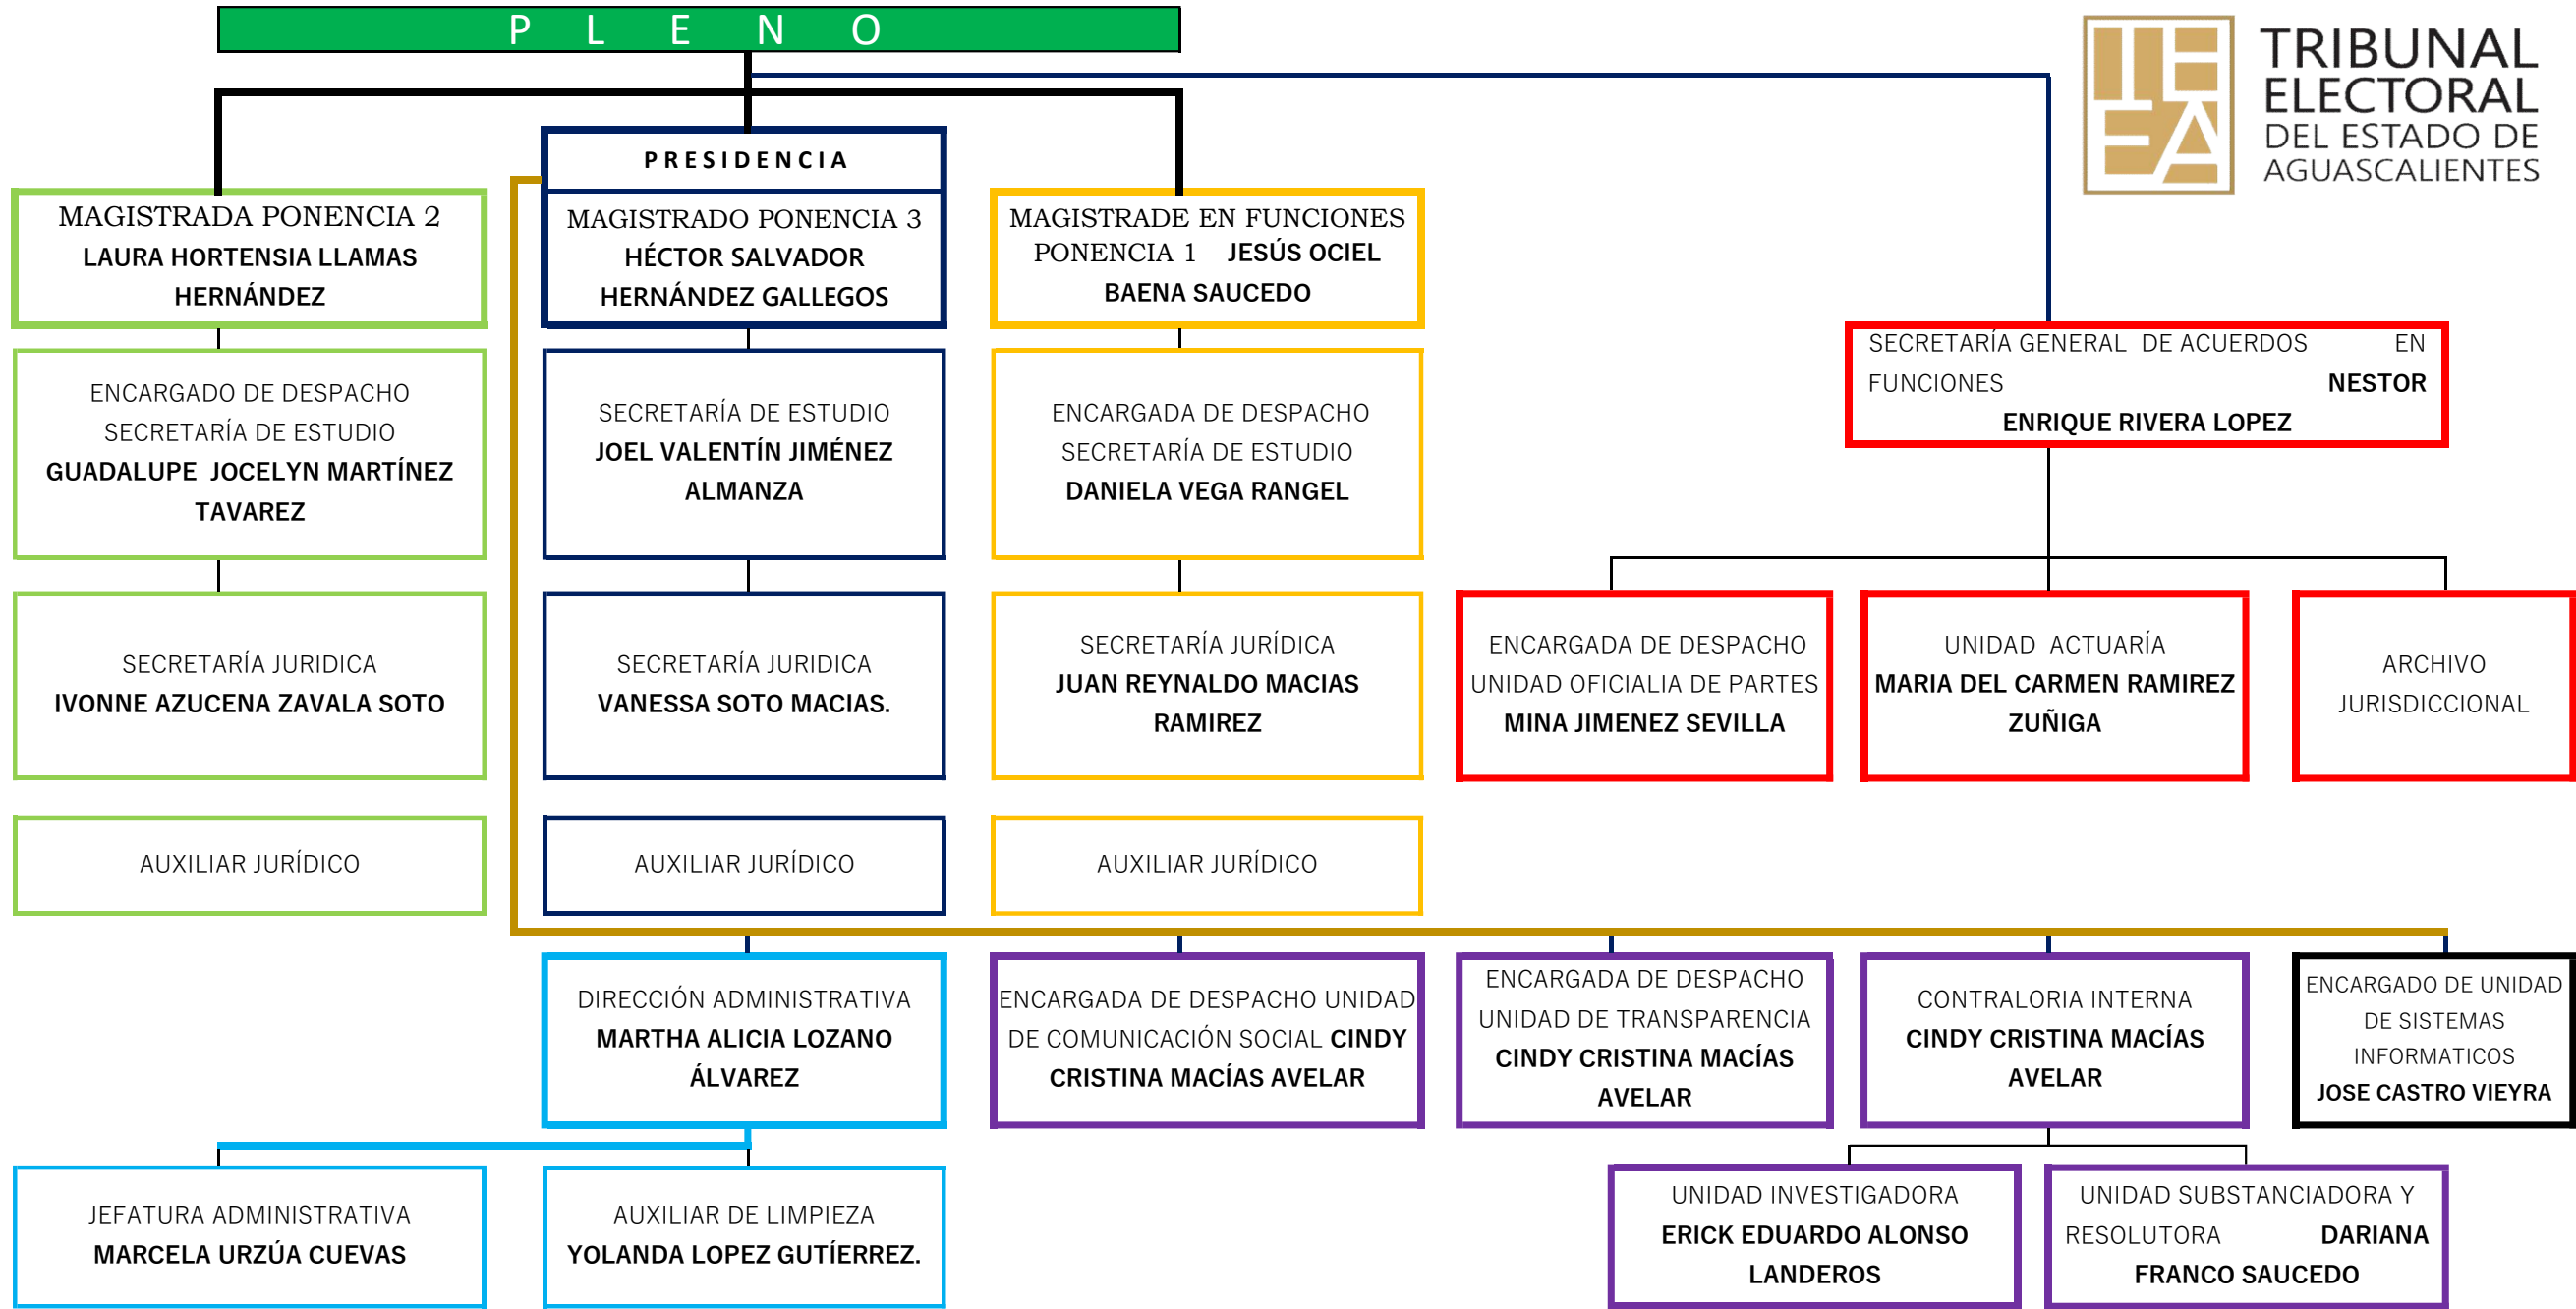 P L E N O
TRIBUNAL
ELECTORAL
DEL ESTADO DE
AGUASCALIENTES
PRESIDENCIA
MAGISTRADA PONENCIA 2
LAURA HORTENSIA LLAMAS
HERNÁNDEZ
MAGISTRADO PONENCIA 3
HÉCTOR SALVADOR
HERNÁNDEZ GALLEGOS
MAGISTRADE EN FUNCIONES
PONENCIA 1 JESÚS OCIEL
BAENA SAUCEDO
SECRETARÍA GENERAL DE ACUERDOS EN
FUNCIONES NESTOR
ENRIQUE RIVERA LOPEZ
ENCARGADO DE DESPACHO
SECRETARÍA DE ESTUDIO
GUADALUPE JOCELYN MARTÍNEZ
TAVAREZ
SECRETARÍA DE ESTUDIO
JOEL VALENTÍN JIMÉNEZ
ALMANZA
ENCARGADA DE DESPACHO
SECRETARÍA DE ESTUDIO
DANIELA VEGA RANGEL
SECRETARÍA JURIDICA
IVONNE AZUCENA ZAVALA SOTO
SECRETARÍA JURIDICA
VANESSA SOTO MACIAS.
SECRETARÍA JURÍDICA
JUAN REYNALDO MACIAS
RAMIREZ
ENCARGADA DE DESPACHO
UNIDAD OFICIALIA DE PARTES
MINA JIMENEZ SEVILLA
UNIDAD ACTUARÍA
MARIA DEL CARMEN RAMIREZ
ZUÑIGA
ARCHIVO
JURISDICCIONAL
AUXILIAR JURÍDICO
AUXILIAR JURÍDICO
AUXILIAR JURÍDICO
DIRECCIÓN ADMINISTRATIVA
MARTHA ALICIA LOZANO
ÁLVAREZ
ENCARGADA DE DESPACHO UNIDAD
DE COMUNICACIÓN SOCIAL CINDY
CRISTINA MACÍAS AVELAR
ENCARGADA DE DESPACHO
UNIDAD DE TRANSPARENCIA
CINDY CRISTINA MACÍAS
AVELAR
CONTRALORIA INTERNA
CINDY CRISTINA MACÍAS
AVELAR
ENCARGADO DE UNIDAD
DE SISTEMAS
INFORMATICOS
JOSE CASTRO VIEYRA
JEFATURA ADMINISTRATIVA
MARCELA URZÚA CUEVAS
AUXILIAR DE LIMPIEZA
YOLANDA LOPEZ GUTÍERREZ.
UNIDAD INVESTIGADORA
ERICK EDUARDO ALONSO
LANDEROS
UNIDAD SUBSTANCIADORA Y
RESOLUTORA DARIANA
FRANCO SAUCEDO